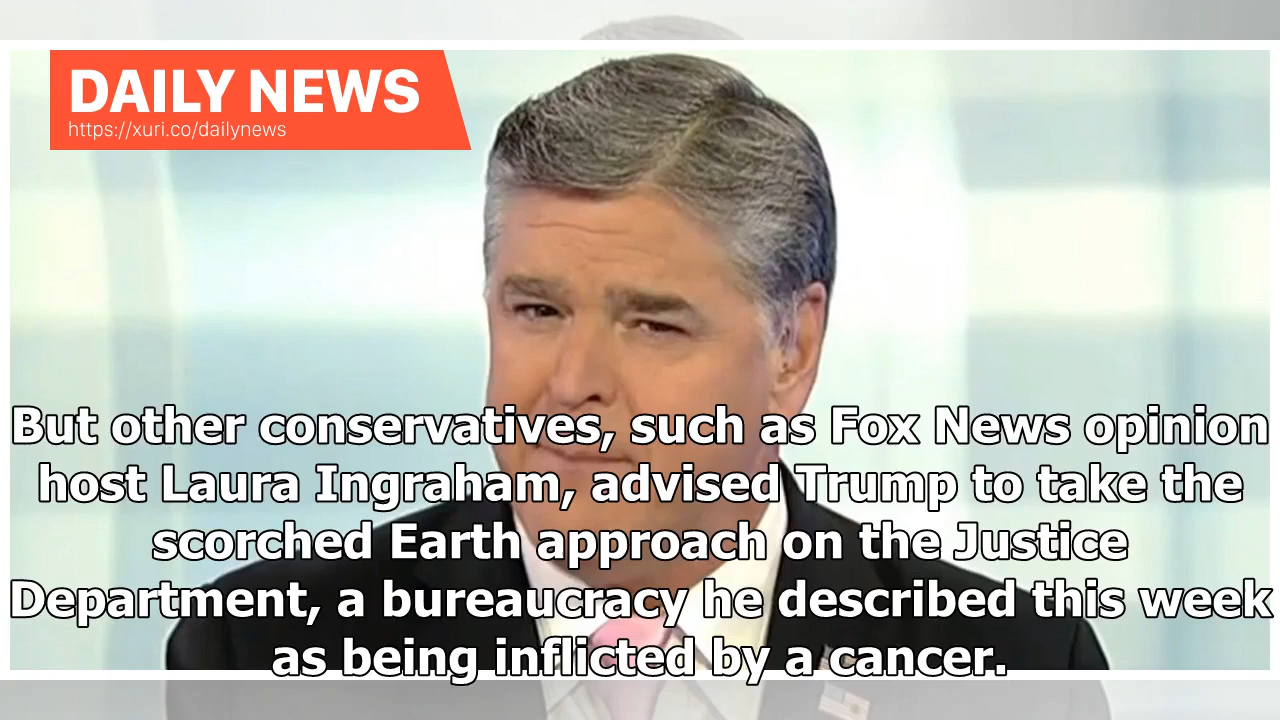 DAILY NEWS
https://xuri.co/dailynews
But other conservatives, such as Fox News opinion
host Laura Ingraham, advised Trump to take the
scorched Earth approach on the Justice
Department, a bureaucracy he described this week
as being inflicted by a cancer.